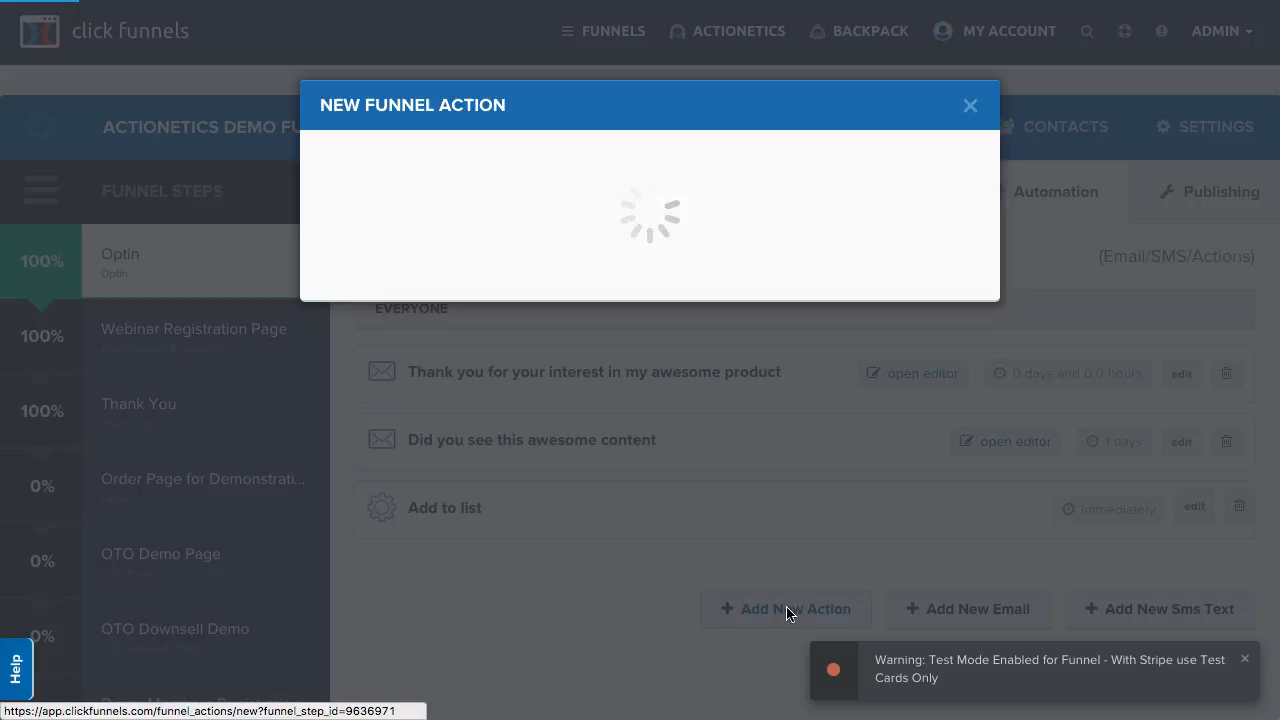 click funnels
FUNNELS
ACTIONETICS
BACKPACK
MY ACCOUNT
ADMIN
NEW FUNNEL ACTION
ACTIONETICS DEMO FU
CONTACTS
SETTINGS
FUNNEL STEPS
Automation
Publishing
100%
Optin
Optin
(Email/SMS/Actions)
EVERYONE
100%
Webinar Registration Page
Thank you for your interest in my awesome product
open editor
0 days and 0.0 hours
edit
100%
Thank You
Did you see this awesome content
open editor
1 days
edit
0%
Order Page for Demonstrati...
Add to list
Immediately
edit
0%
OTO Demo Page
0%
OTO Downsell Demo
+ Add New Action
+ Add New Email
+ Add New Sms Text
Help
Warning: Test Mode Enabled for Funnel - With Stripe use Test
Cards Only
https://app.clickfunnels.com/funnel_actions/new?funnel_step_id=9636971